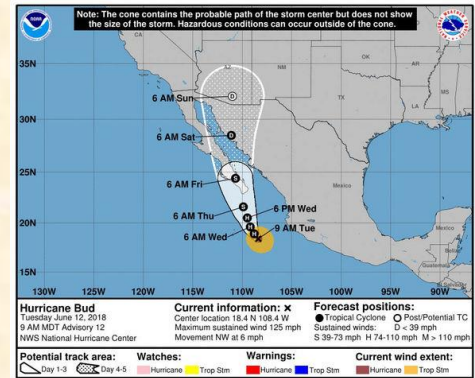 Note: The cone contains the probable path of the storm center but does not show
the size of the storm. Hazardous conditions can occur outside of the cone.
NOAA
CA
AZ
NM
OK
AR
TX
LA
MS
35N
30N
25N
20N
15N
6 AM Sun
D
6 AM Sat
D
6 AM Fri
S
6 AM Thu
S
6 PM Wed
H
6 AM Wed
H
9 AM Tue
H
Mexico
Mexico
Guatemala
130W 125W 120W 115W 110W 105W 100W 95W 90W
Hurricane Bud
Tuesday June 12, 2018
9 AM MDT Advisory 12
NWS National Hurricane Center
Current information: x
Center location 18.4 N 108.4 W
Maximum sustained wind 125 mph
Movement NW at 6 mph
Forecast positions:
Tropical Cyclone Post/Potential TC
Sustained winds: D < 39 mph
S 39-73 mph H 74-110 mph M > 110 mph
Potential track area:
Day 1-3 Day 4-5
Watches:
Hurricane Trop Stm
Warnings:
Hurricane Trop Stm
Current wind extent:
Hurricane Trop Stm